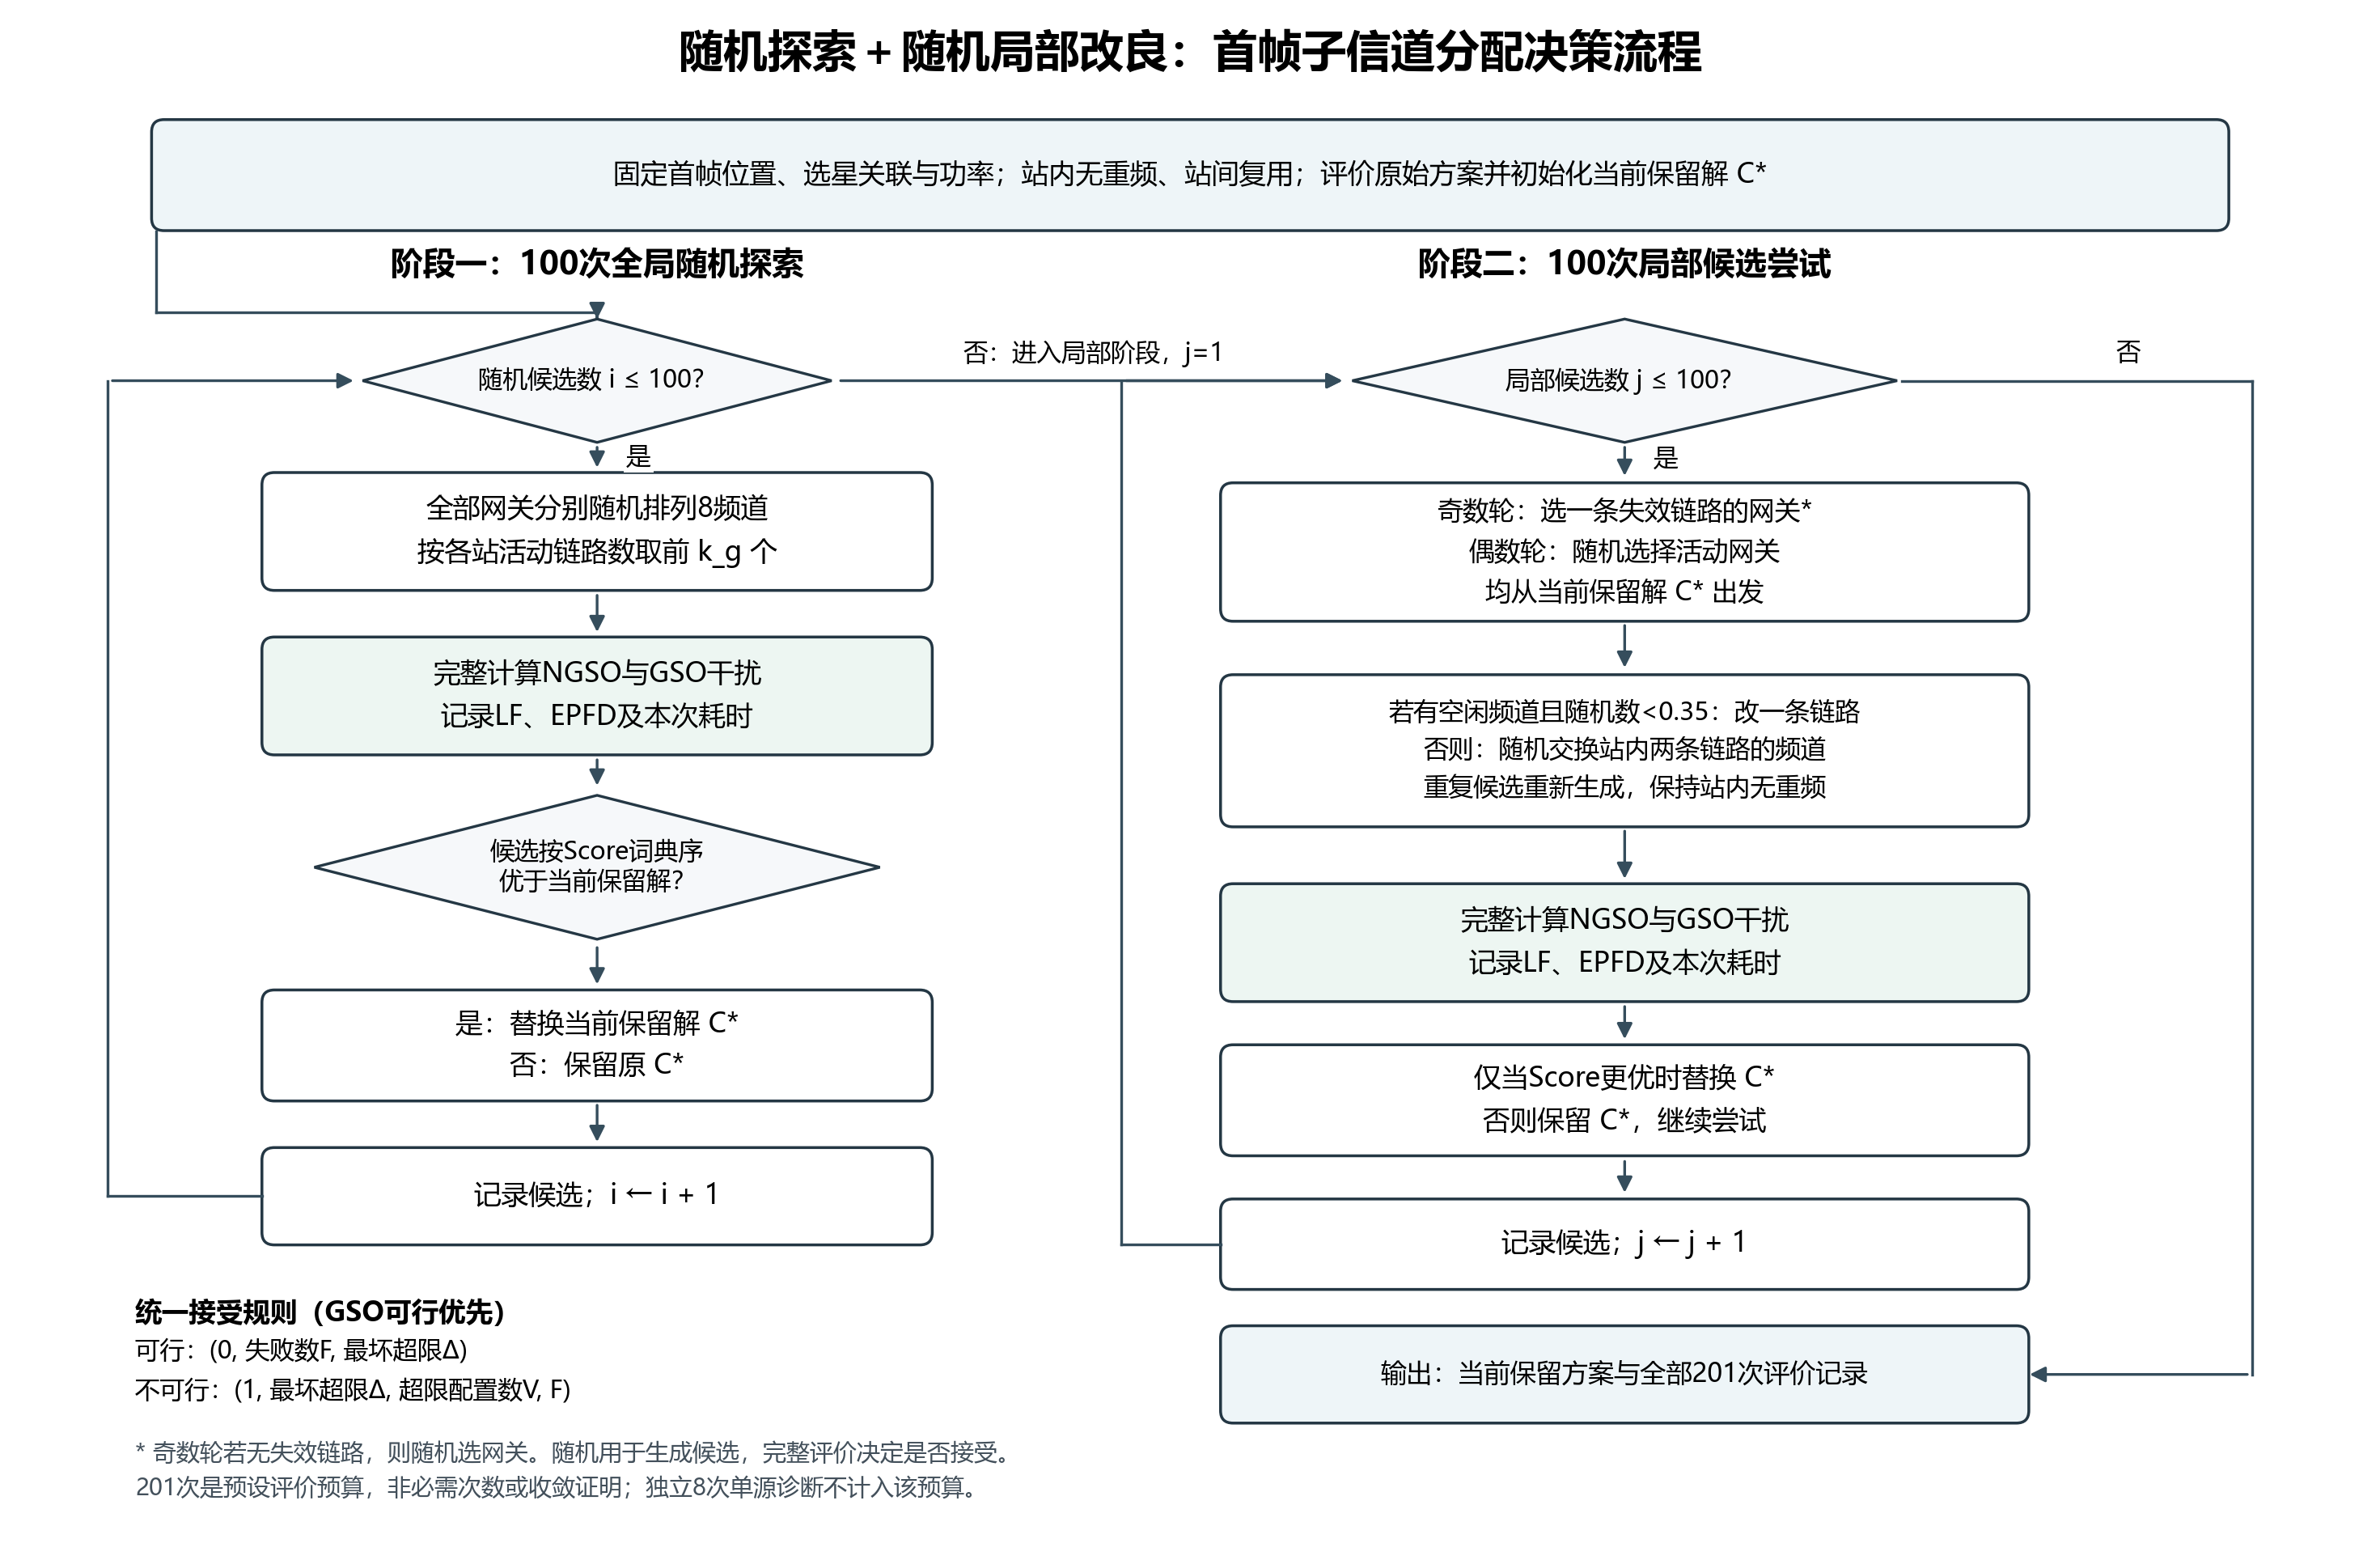 随机探索 + 随机局部改良：首帧子信道分配决策流程
固定首帧位置、选星关联与功率；站内无重频、站间复用；评价原始方案并初始化当前保留解 C*
阶段一：100次全局随机探索
随机候选数 i ≤ 100？
是
全部网关分别随机排列8频道
按各站活动链路数取前 k_g 个
完整计算NGSO与GSO干扰
记录LF、EPFD及本次耗时
候选按Score词典序
优于当前保留解？
是：替换当前保留解 C*
否：保留原 C*
记录候选；i ← i + 1
否：进入局部阶段，j=1
阶段二：100次局部候选尝试
局部候选数 j ≤ 100？
否
是
奇数轮：选一条失效链路的网关*
偶数轮：随机选择活动网关
均从当前保留解 C* 出发
若有空闲频道且随机数<0.35：改一条链路
否则：随机交换站内两条链路的频道
重复候选重新生成，保持站内无重频
完整计算NGSO与GSO干扰
记录LF、EPFD及本次耗时
仅当Score更优时替换 C*
否则保留 C*，继续尝试
记录候选；j ← j + 1
输出：当前保留方案与全部201次评价记录
统一接受规则（GSO可行优先）
可行：(0, 失败数F, 最坏超限Δ)
不可行：(1, 最坏超限Δ, 超限配置数V, F)
* 奇数轮若无失效链路，则随机选网关。随机用于生成候选，完整评价决定是否接受。
201次是预设评价预算，非必需次数或收敛证明；独立8次单源诊断不计入该预算。